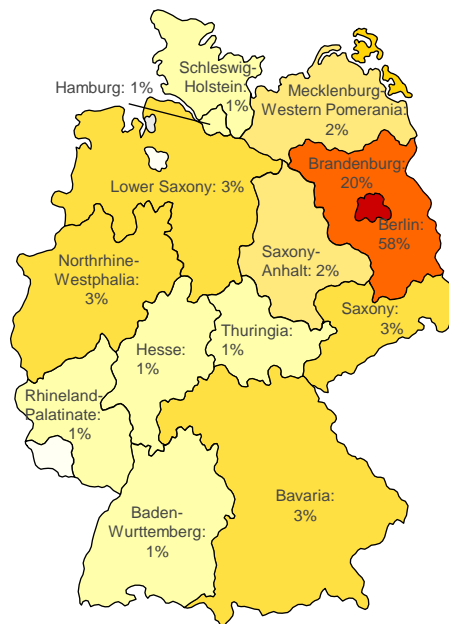 Schleswig-
Holstein:
1%
Hamburg: 1%
Mecklenburg-
Western Pomerania:
2%
Brandenburg:
20%
Berlin:
58%
Lower Saxony: 3%
Saxony-
Anhalt: 2%
Northrhine-
Westphalia:
3%
Saxony:
3%
Thuringia:
1%
Hesse:
1%
Rhineland-
Palatinate:
1%
Bavaria:
3%
Baden-
Wurttemberg:
1%